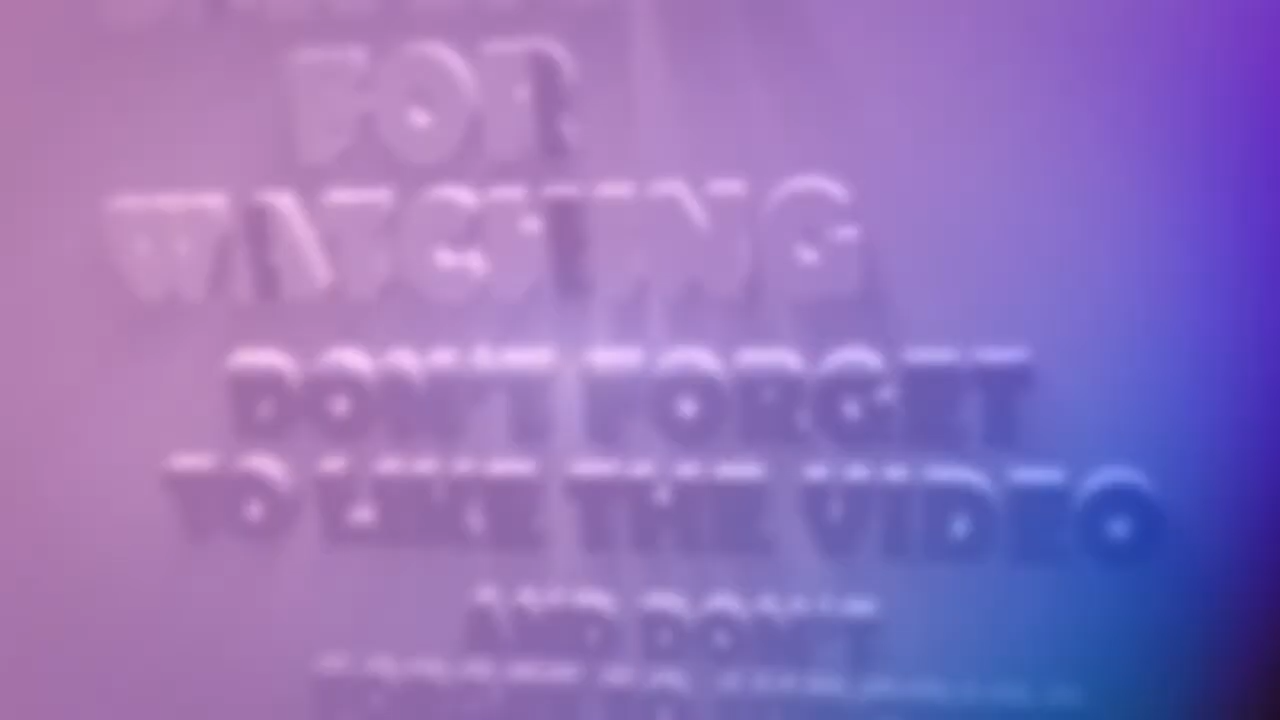 FOR
WATCHING
DON'T FORGET
TO LIKE THE VIDEO
AND DON'T